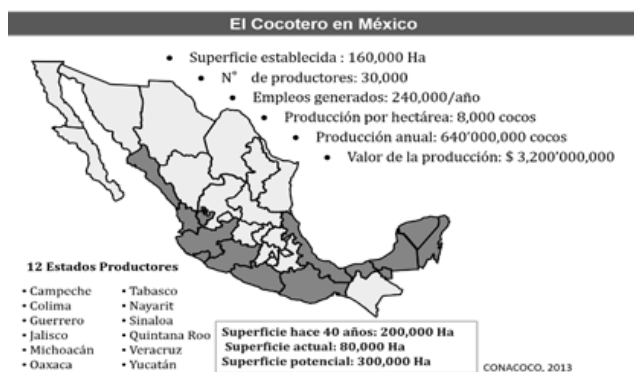 El Cocotero en México
• Superficie establecida : 160,000 Ha
• N° de productores: 30,000
• Empleos generados: 240,000/año
• Producción por hectárea: 8,000 cocos
• Producción anual: 640'000,000 cocos
• Valor de la producción: $ 3,200'000,000
12 Estados Productores
• Campeche
• Colima
• Guerrero
• Jalisco
• Michoacán
• Oaxaca
• Tabasco
• Nayarit
• Sinaloa
• Quintana Roo
• Veracruz
• Yucatán
Superficie hace 40 años: 200,000 Ha
Superficie actual: 80,000 Ha
Superficie potencial: 300,000 Ha
CONACOCO, 2013